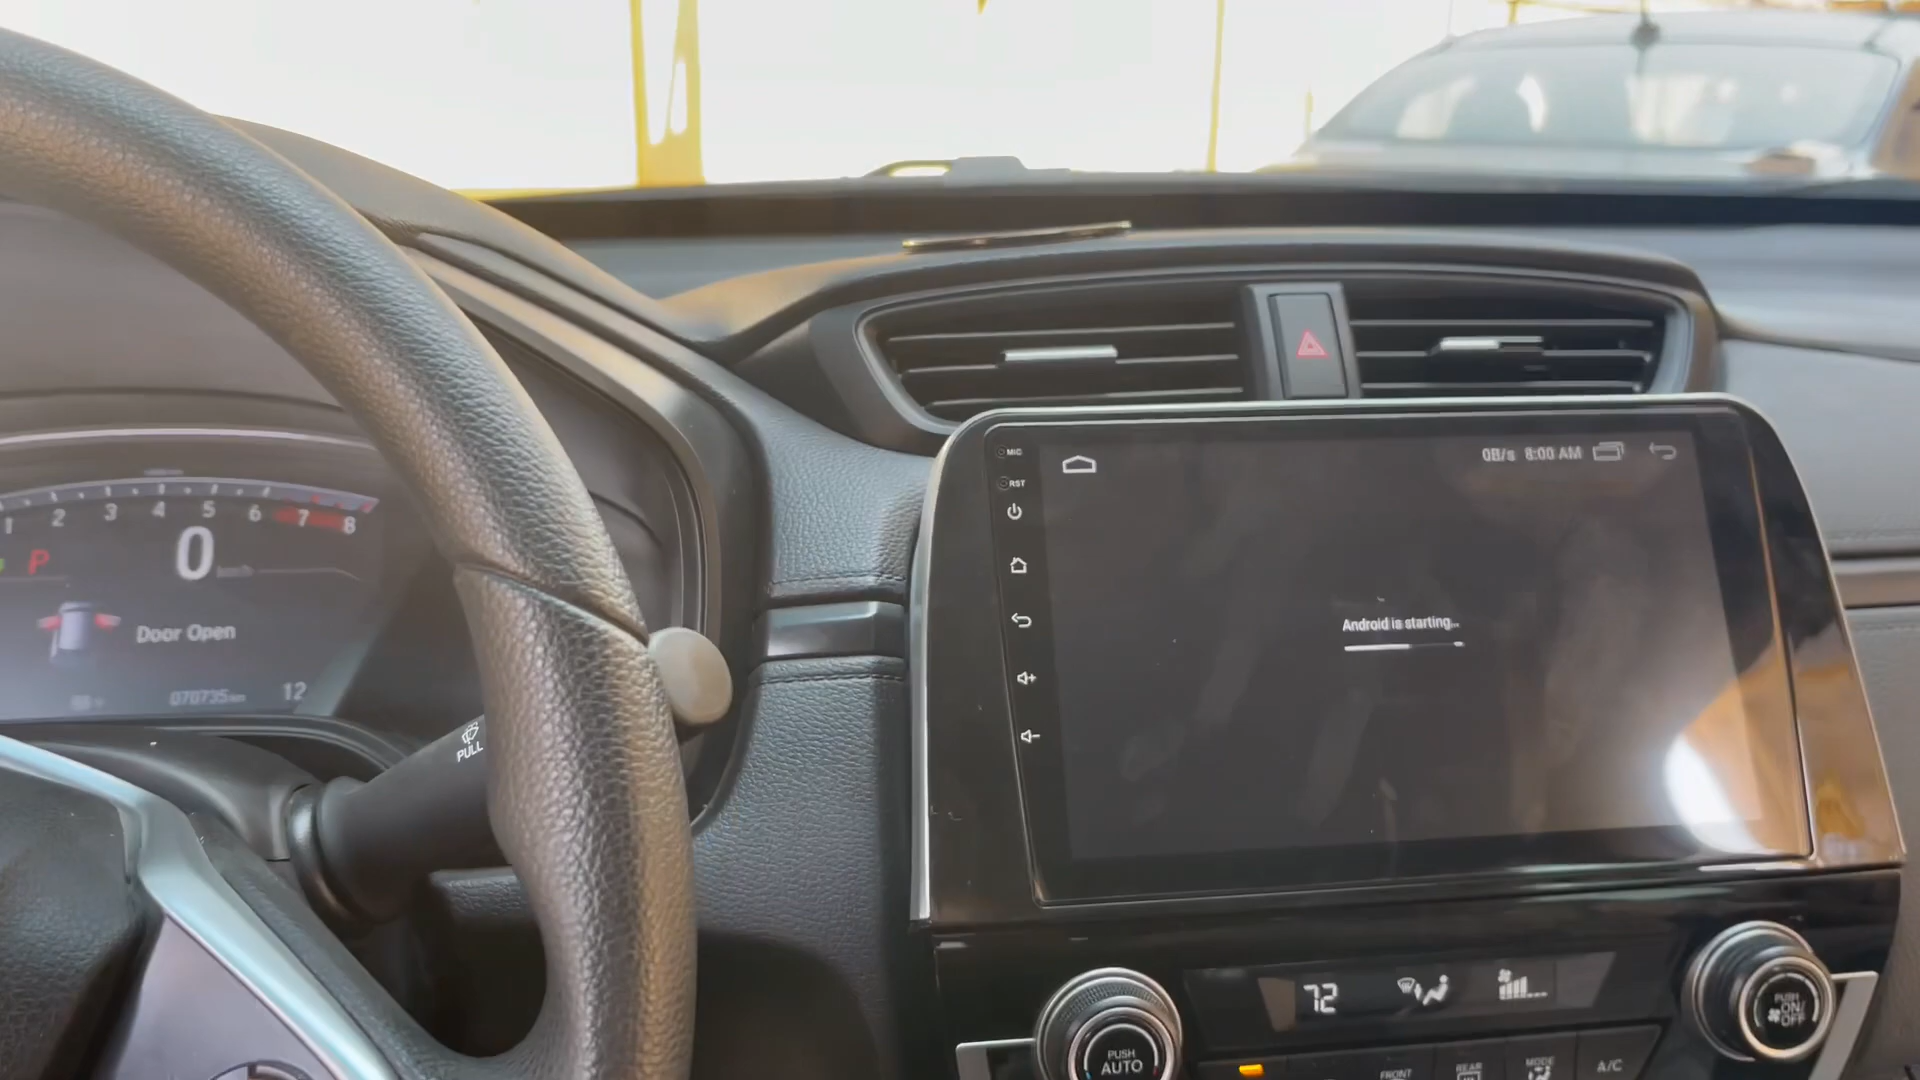 1 2 3 4 5 6 7 8
P
0
Door Open
070735km 12
PULL
MIC
RST
0B/s 8:00 AM
Android is starting...
72
PUSH
AUTO
PUSH
ON/
OFF
FRONT
REAR
MODE
A/C